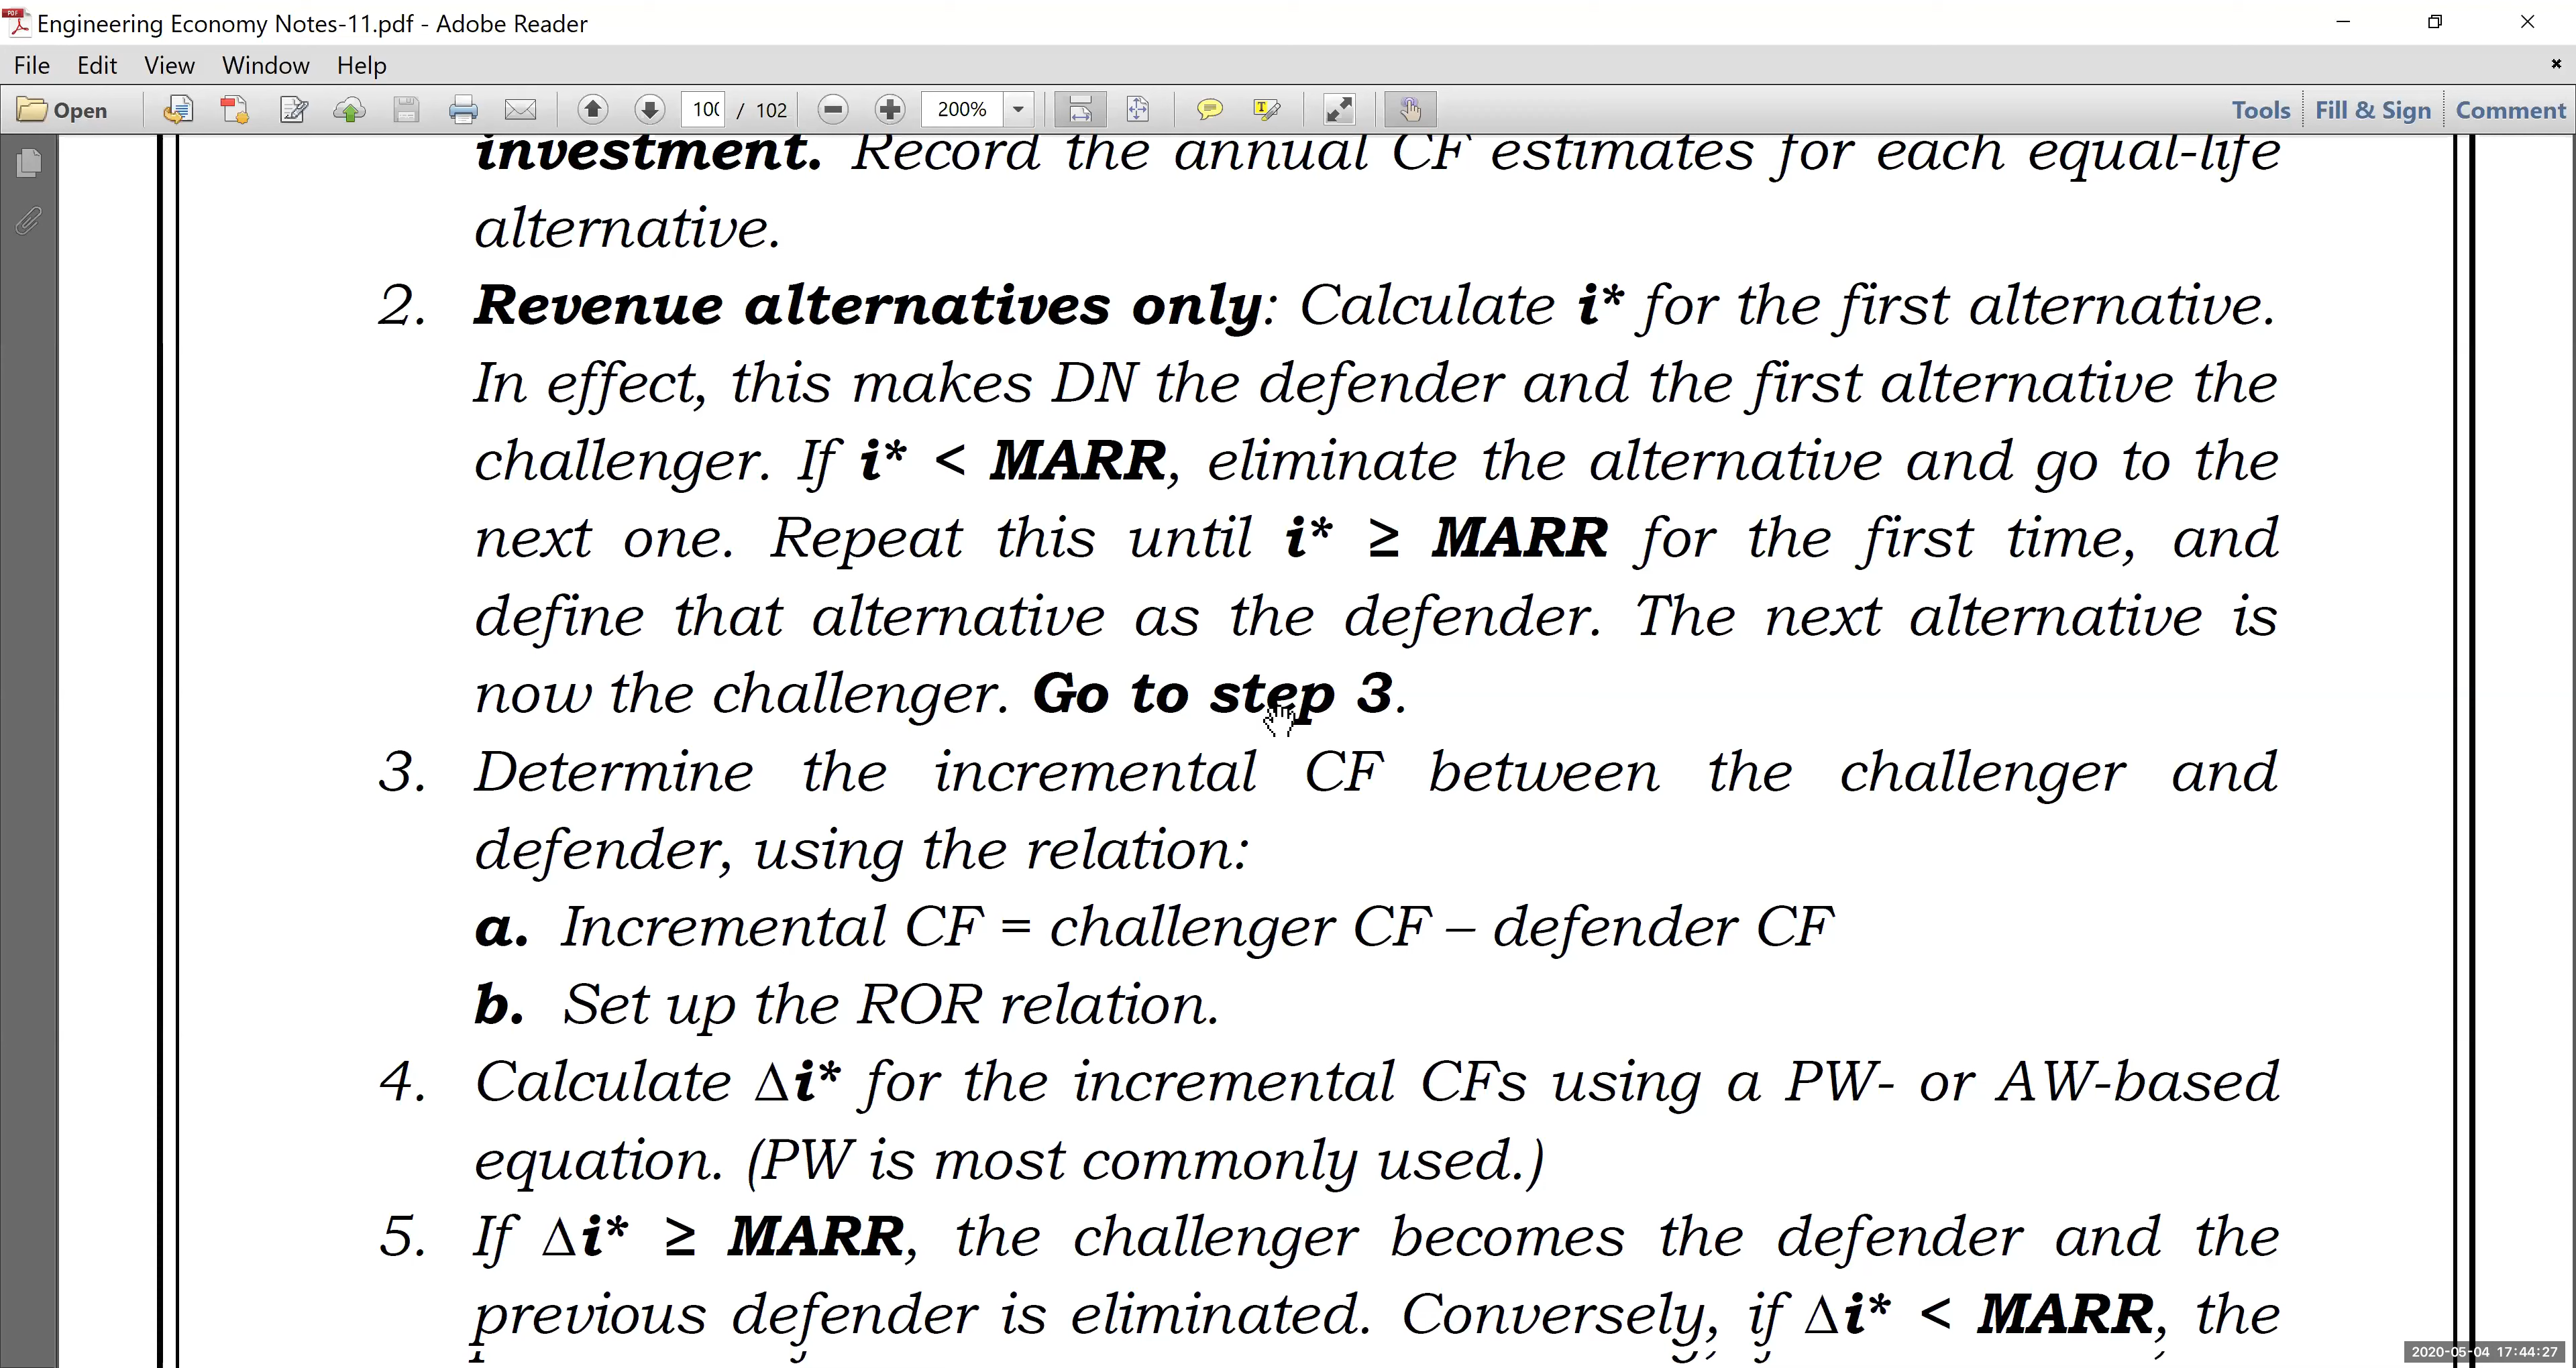 Engineering Economy Notes-11.pdf - Adobe Reader
File Edit View Window Help
Open 100 / 102 200% Tools Fill & Sign Comment
investment. Record the annual CF estimates for each equal-life
alternative.
2. Revenue alternatives only: Calculate i* for the first alternative.
In effect, this makes DN the defender and the first alternative the
challenger. If i* < MARR, eliminate the alternative and go to the
next one. Repeat this until i* ≥ MARR for the first time, and
define that alternative as the defender. The next alternative is
now the challenger. Go to step 3.
3. Determine the incremental CF between the challenger and
defender, using the relation:
a. Incremental CF = challenger CF – defender CF
b. Set up the ROR relation.
4. Calculate Δi* for the incremental CFs using a PW- or AW-based
equation. (PW is most commonly used.)
5. If Δi* ≥ MARR, the challenger becomes the defender and the
previous defender is eliminated. Conversely, if Δi* < MARR, the
2020-05-04 17:44:27